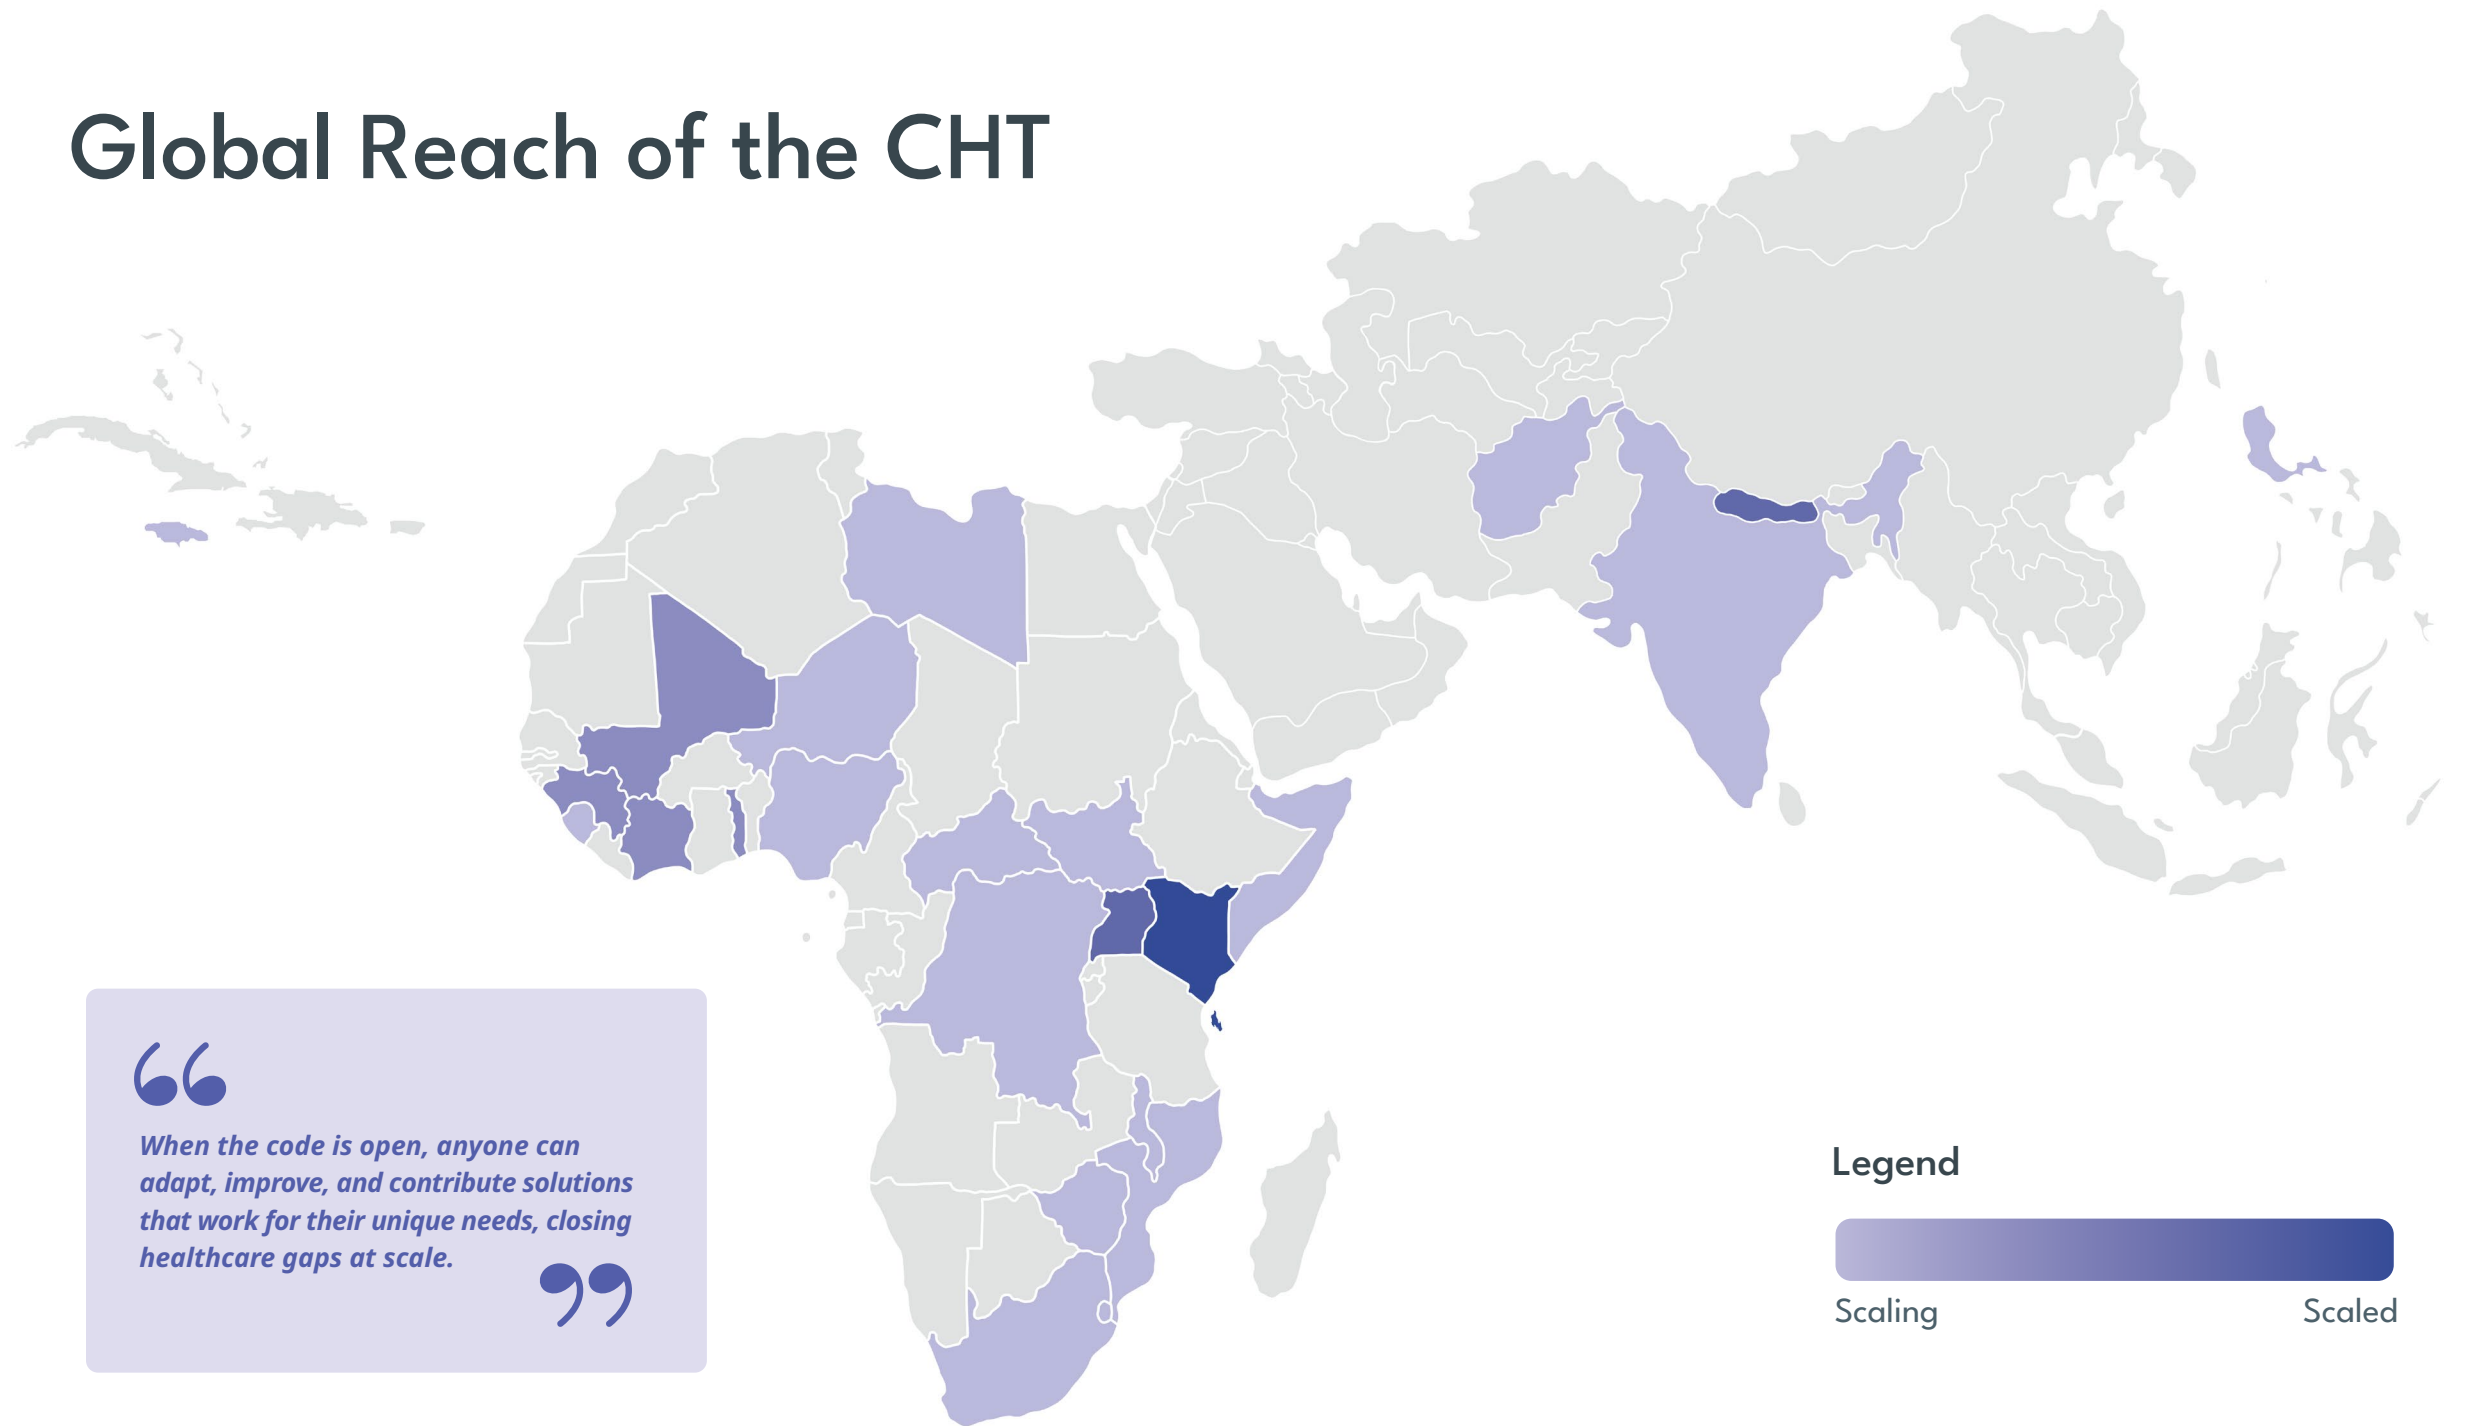 Global Reach of the CHT
“
When the code is open, anyone can
adapt, improve, and contribute solutions
that work for their unique needs, closing
healthcare gaps at scale.
”
Legend
Scaling Scaled